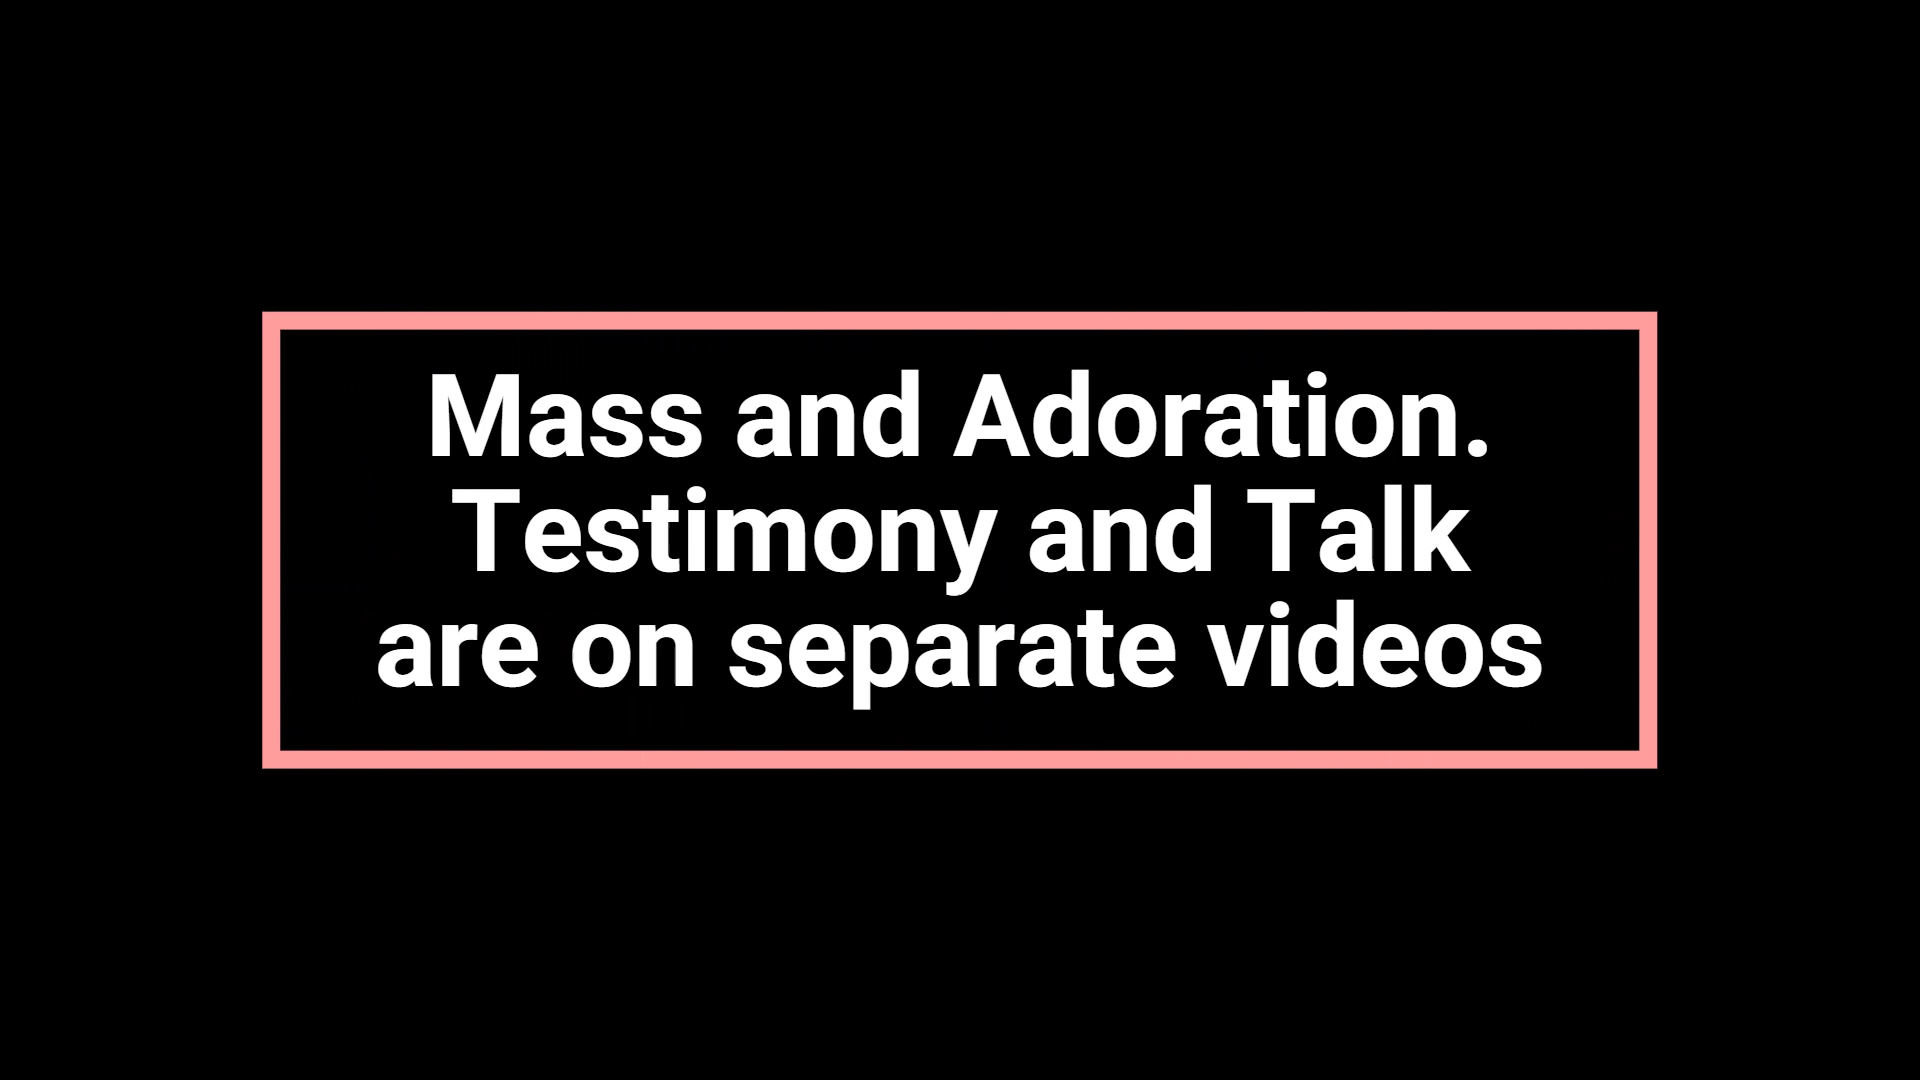 Mass and Adoration.
Testimony and Talk
are on separate videos